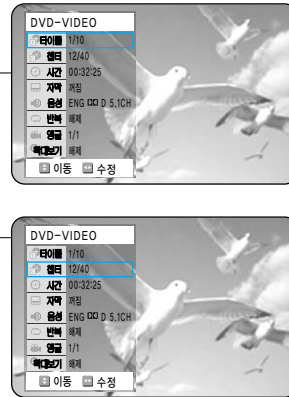 DVD-VIDEO
타이틀 1/10
챕터 12/40
시간 00:32:25
자막 꺼짐
음성 ENG DD D 5.1CH
반복 해제
앵글 1/1
확대보기 해제
이동 수정
DVD-VIDEO
타이틀 1/10
챕터 12/40
시간 00:32:25
자막 꺼짐
음성 ENG DD D 5.1CH
반복 해제
앵글 1/1
확대보기 해제
이동 수정